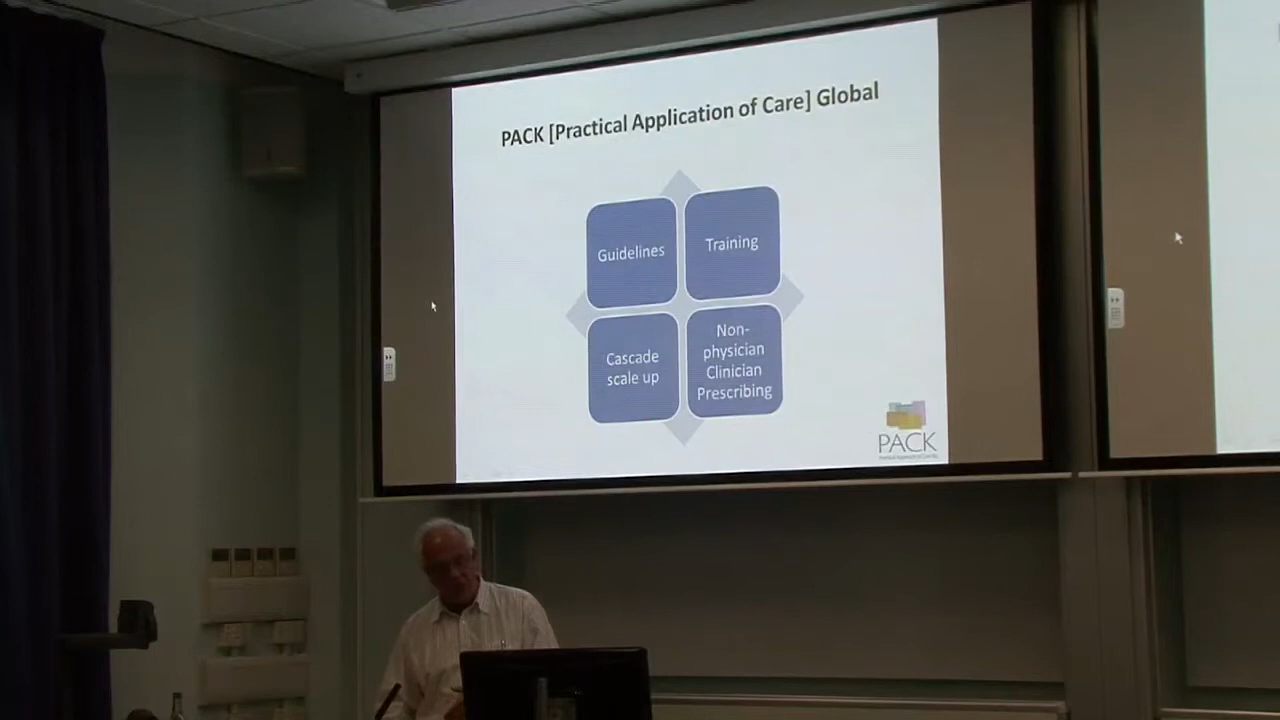 PACK [Practical Application of Care] Global
Guidelines
Training
Cascade
scale up
Non-
physician
Clinician
Prescribing
PACK